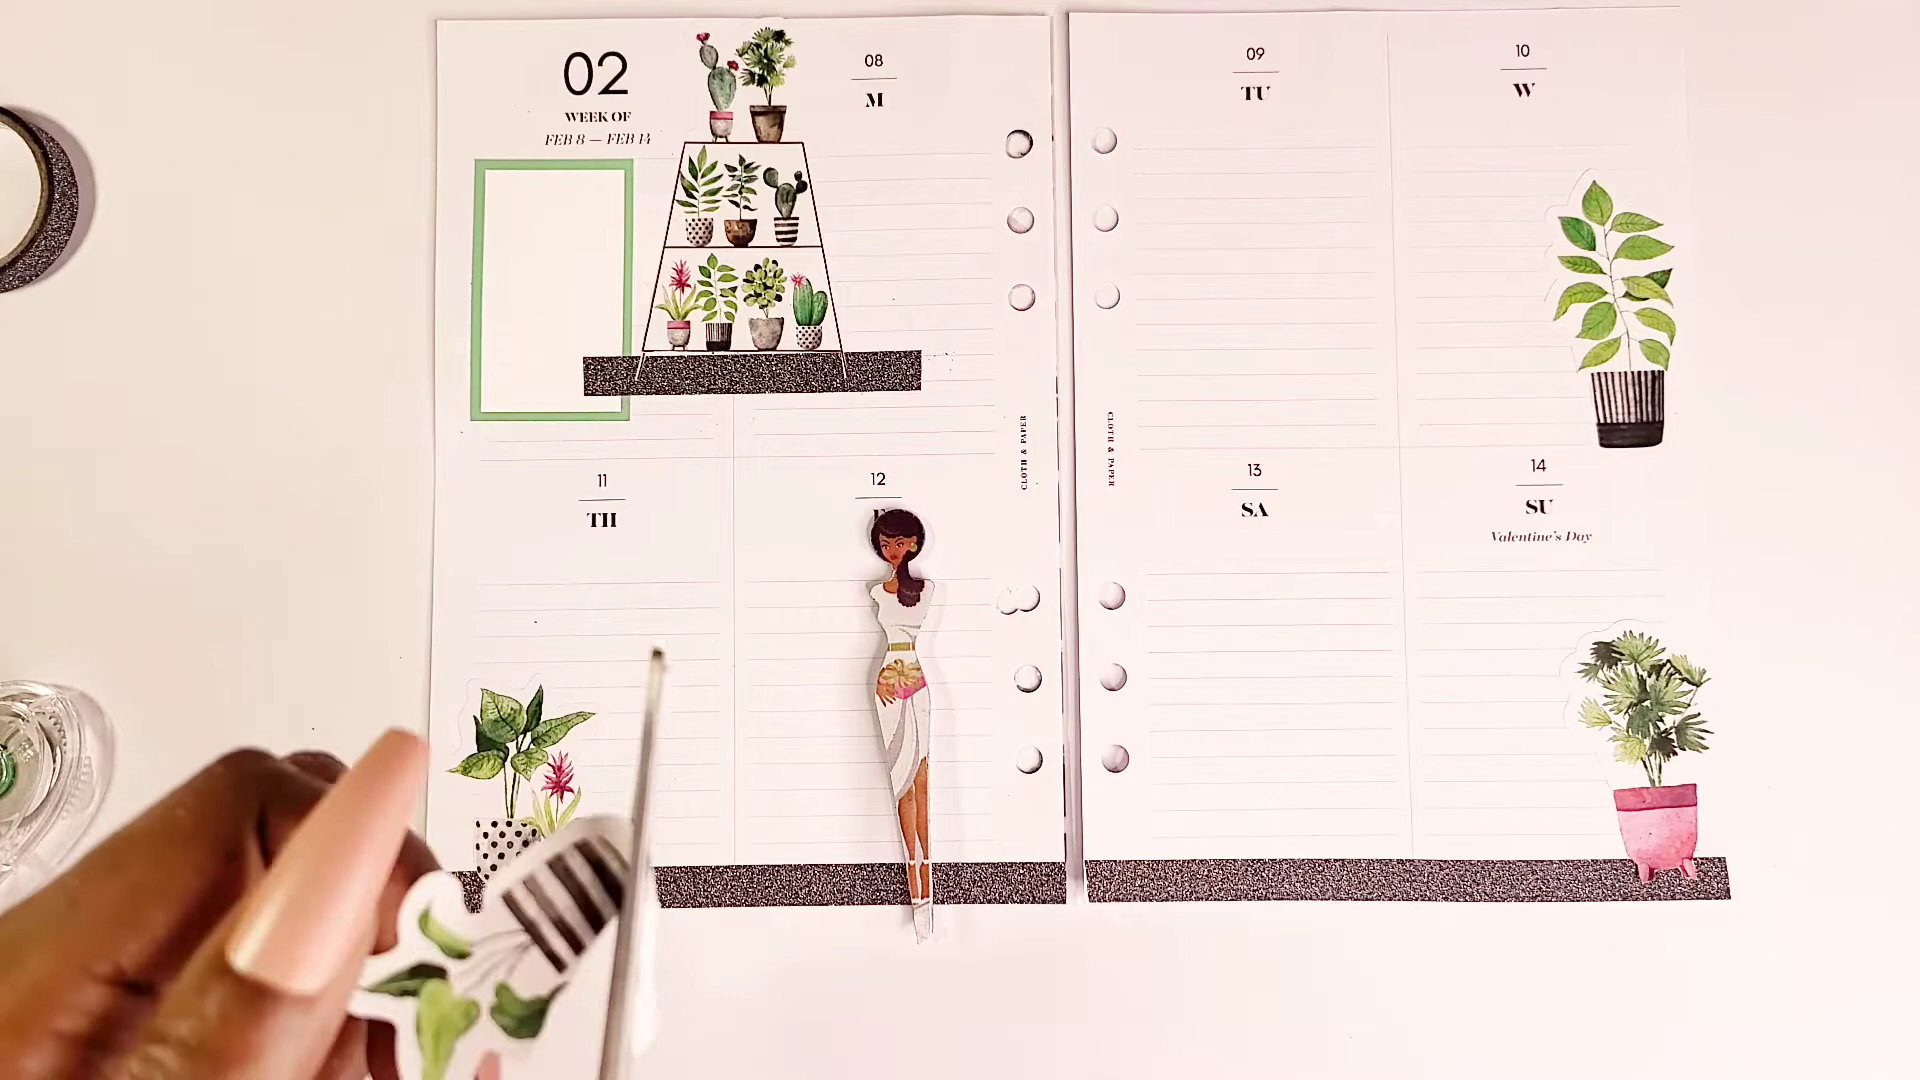 02
WEEK OF
FEB 8 — FEB 14
08
M
09
TU
10
W
11
TH
12
13
SA
14
SU
Valentine's Day
CLOTH & PAPER
CLOTH & PAPER